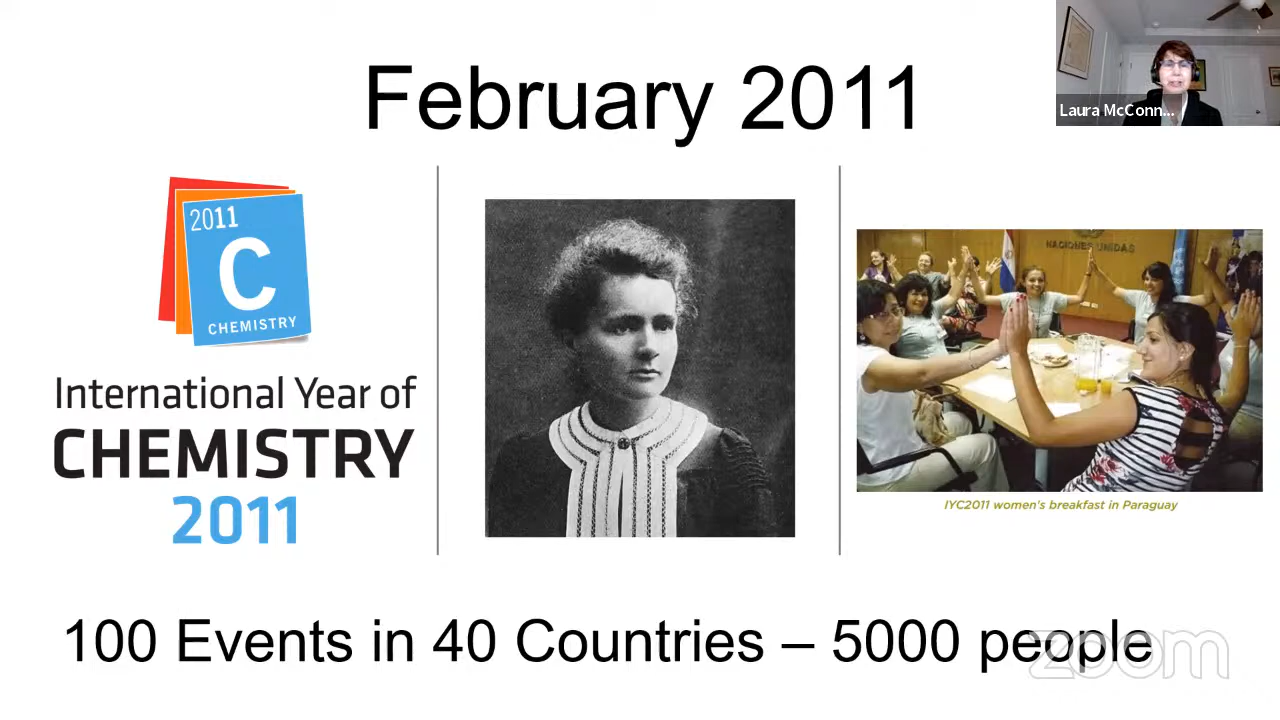 February 2011
Laura McConn...
2011
C
CHEMISTRY
International Year of
CHEMISTRY
2011
NACIONES UNIDAS
IYC2011 women's breakfast in Paraguay
100 Events in 40 Countries – 5000 people
zoom